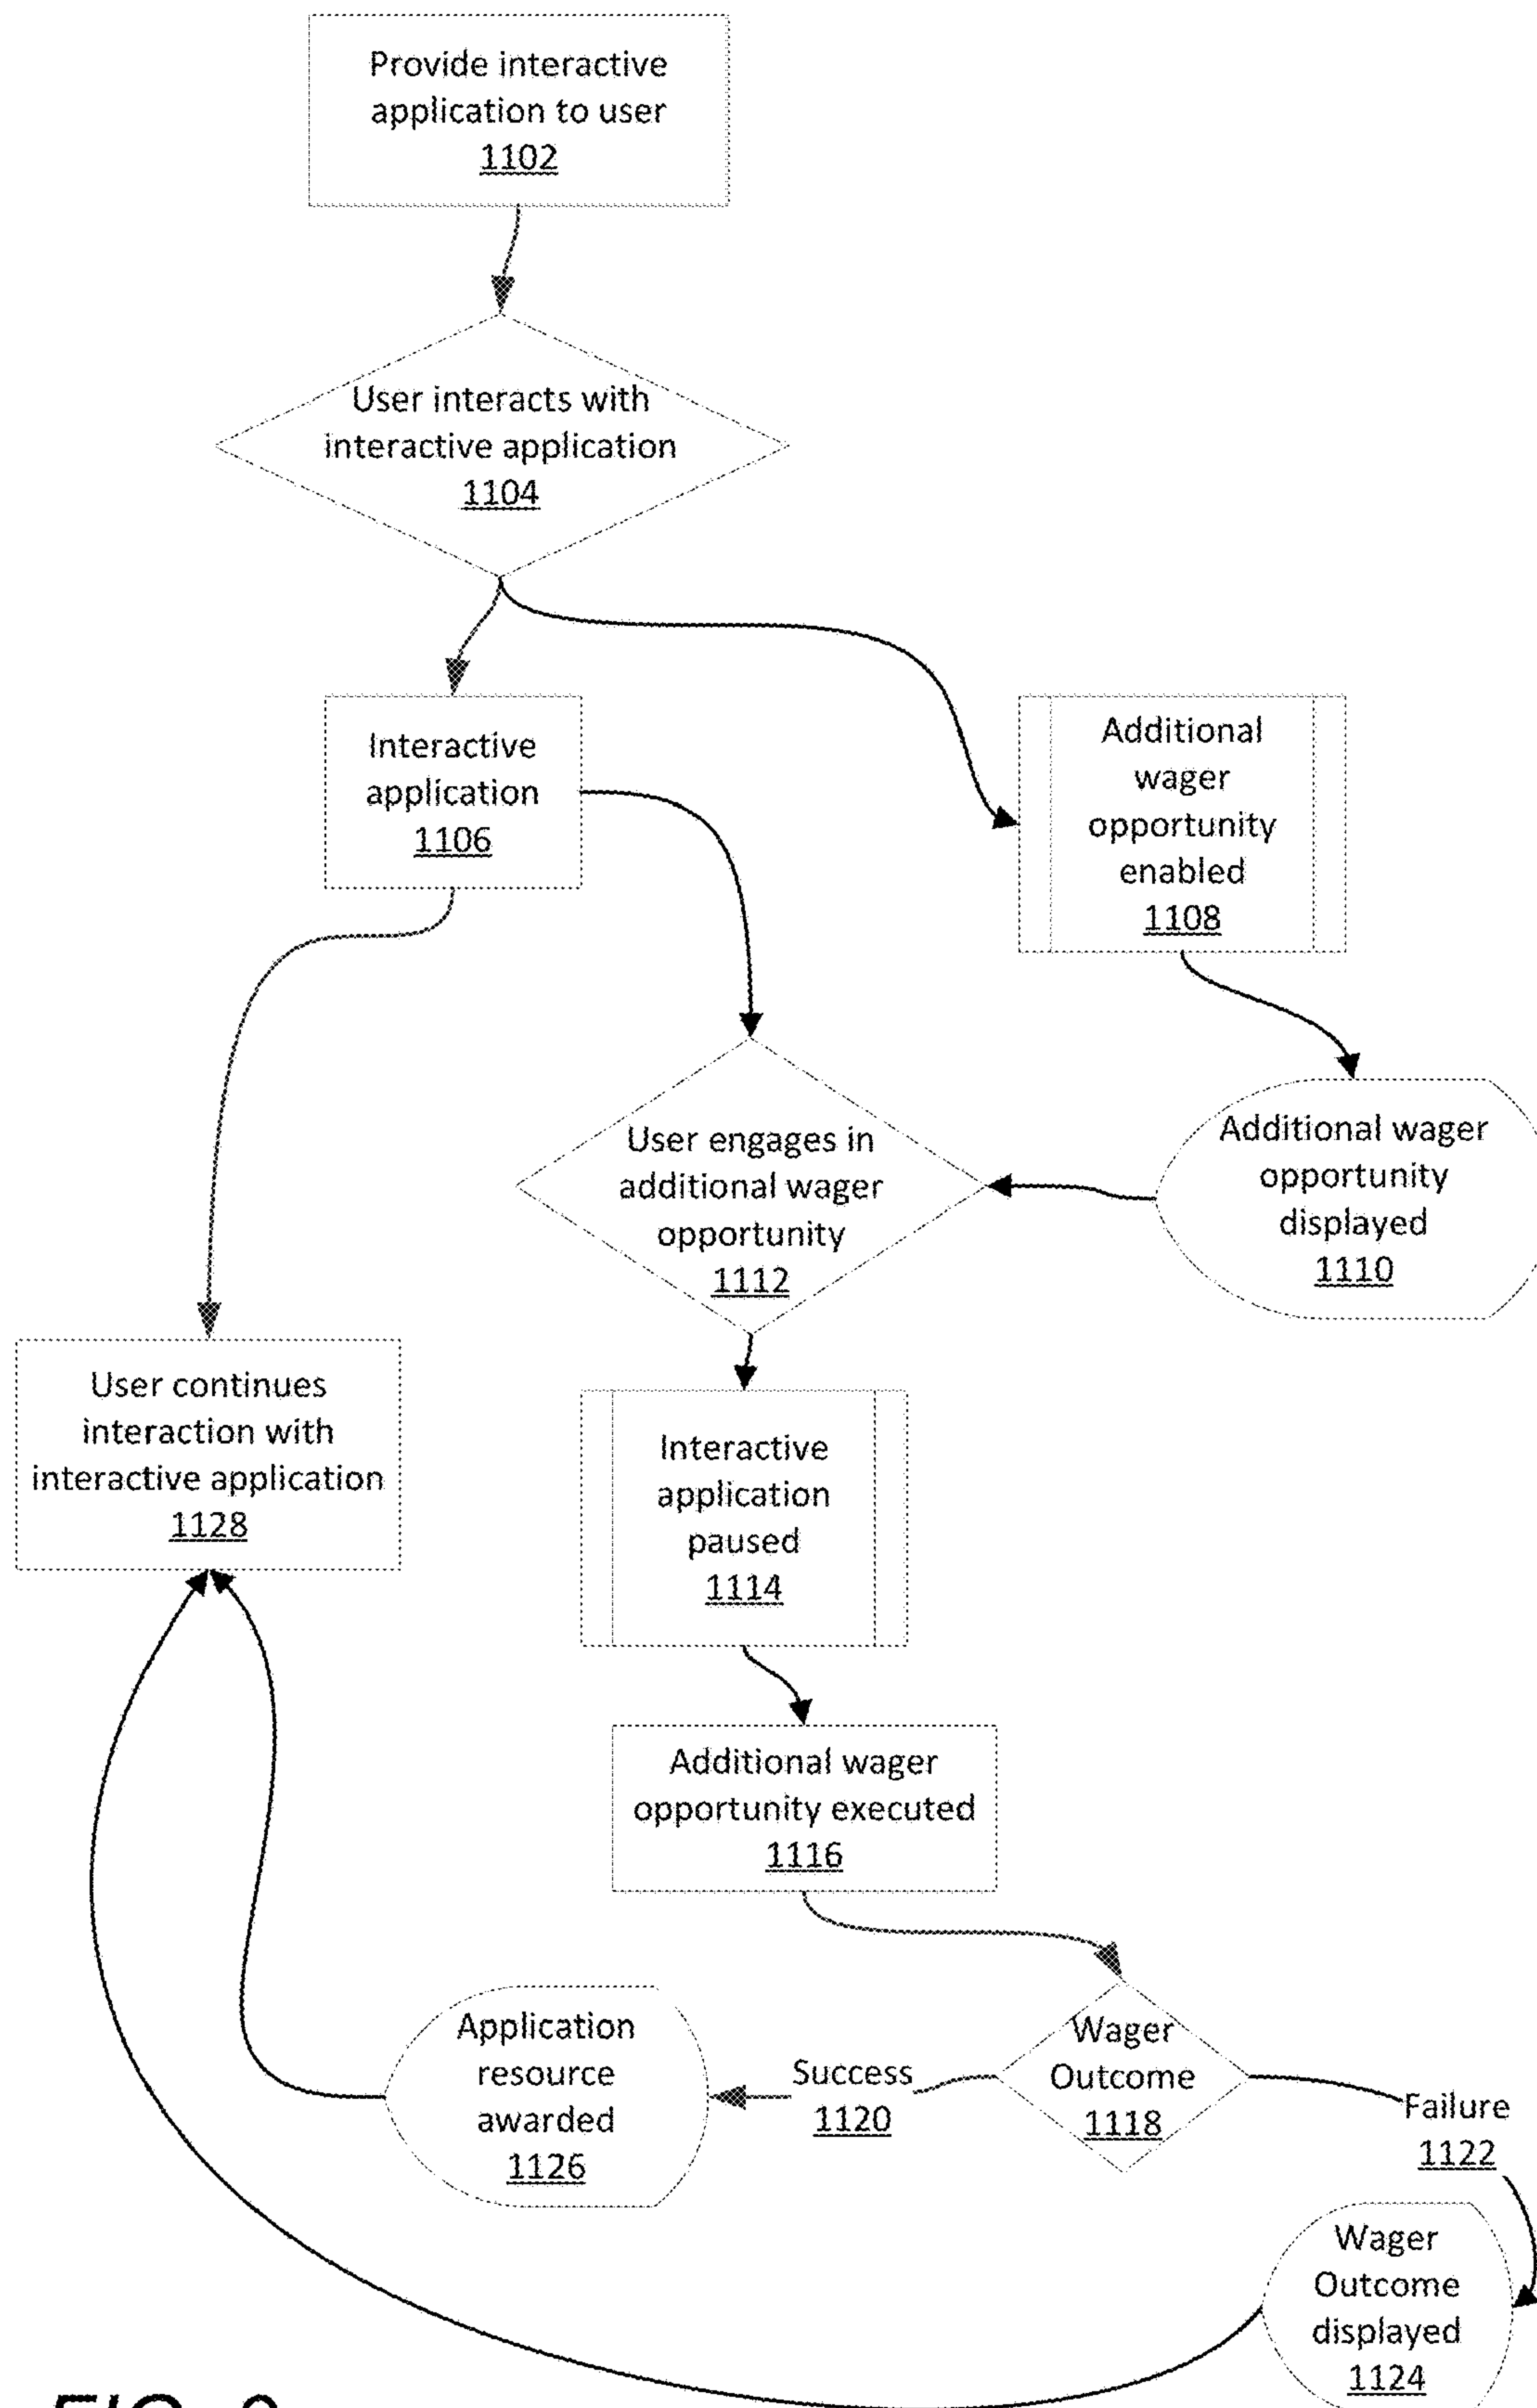 Provide interactive
application to user
1102
User interacts with
interactive application
1104
Interactive
application
1106
Additional
wager
opportunity
enabled
1108
Additional wager
opportunity
displayed
1110
User engages in
additional wager
opportunity
1112
User continues
interaction with
interactive application
1128
Interactive
application
paused
1114
Additional wager
opportunity executed
1116
Wager
Outcome
1118
Success
1120
Application
resource
awarded
1126
Failure
1122
Wager
Outcome
displayed
1124
FIG.